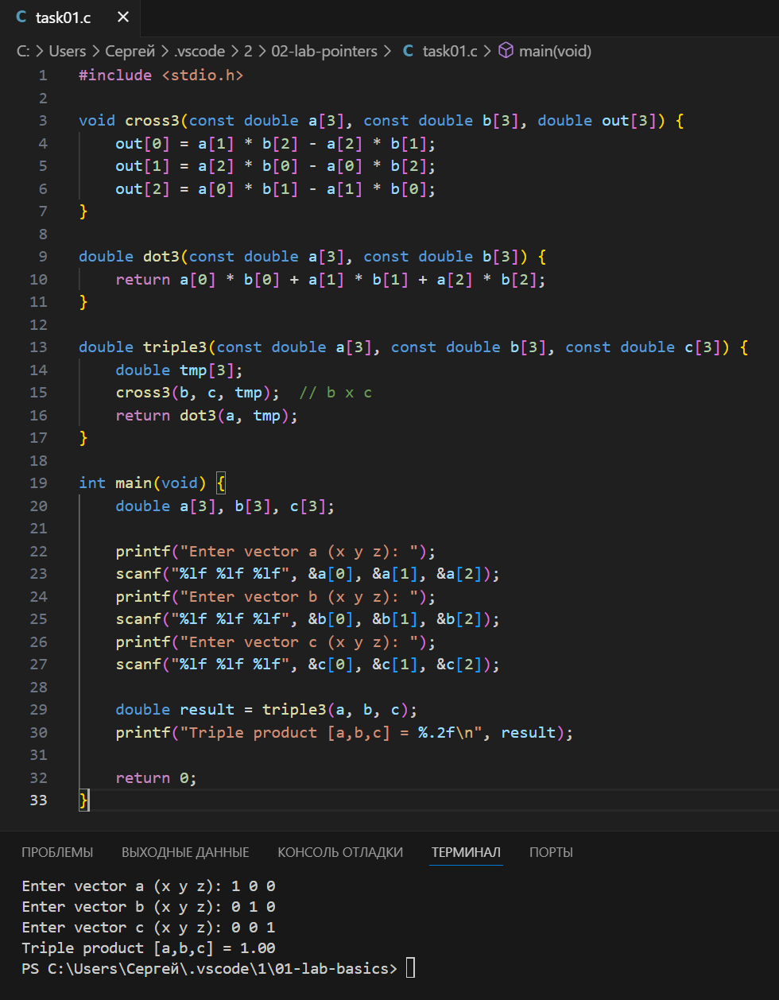 C task01.c ×
C: > Users > Сергей > .vscode > 2 > 02-lab-pointers > C task01.c > main(void)
1 #include <stdio.h>
2
3 void cross3(const double a[3], const double b[3], double out[3]) {
4     out[0] = a[1] * b[2] - a[2] * b[1];
5     out[1] = a[2] * b[0] - a[0] * b[2];
6     out[2] = a[0] * b[1] - a[1] * b[0];
7 }
8
9 double dot3(const double a[3], const double b[3]) {
10     return a[0] * b[0] + a[1] * b[1] + a[2] * b[2];
11 }
12
13 double triple3(const double a[3], const double b[3], const double c[3]) {
14     double tmp[3];
15     cross3(b, c, tmp);  // b x c
16     return dot3(a, tmp);
17 }
18
19 int main(void) {
20     double a[3], b[3], c[3];
21
22     printf("Enter vector a (x y z): ");
23     scanf("%lf %lf %lf", &a[0], &a[1], &a[2]);
24     printf("Enter vector b (x y z): ");
25     scanf("%lf %lf %lf", &b[0], &b[1], &b[2]);
26     printf("Enter vector c (x y z): ");
27     scanf("%lf %lf %lf", &c[0], &c[1], &c[2]);
28
29     double result = triple3(a, b, c);
30     printf("Triple product [a,b,c] = %.2f\n", result);
31
32     return 0;
33 }
ПРОБЛЕМЫ ВЫХОДНЫЕ ДАННЫЕ КОНСОЛЬ ОТЛАДКИ ТЕРМИНАЛ ПОРТЫ
Enter vector a (x y z): 1 0 0
Enter vector b (x y z): 0 1 0
Enter vector c (x y z): 0 0 1
Triple product [a,b,c] = 1.00
PS C:\Users\Сергей\.vscode\1\01-lab-basics>